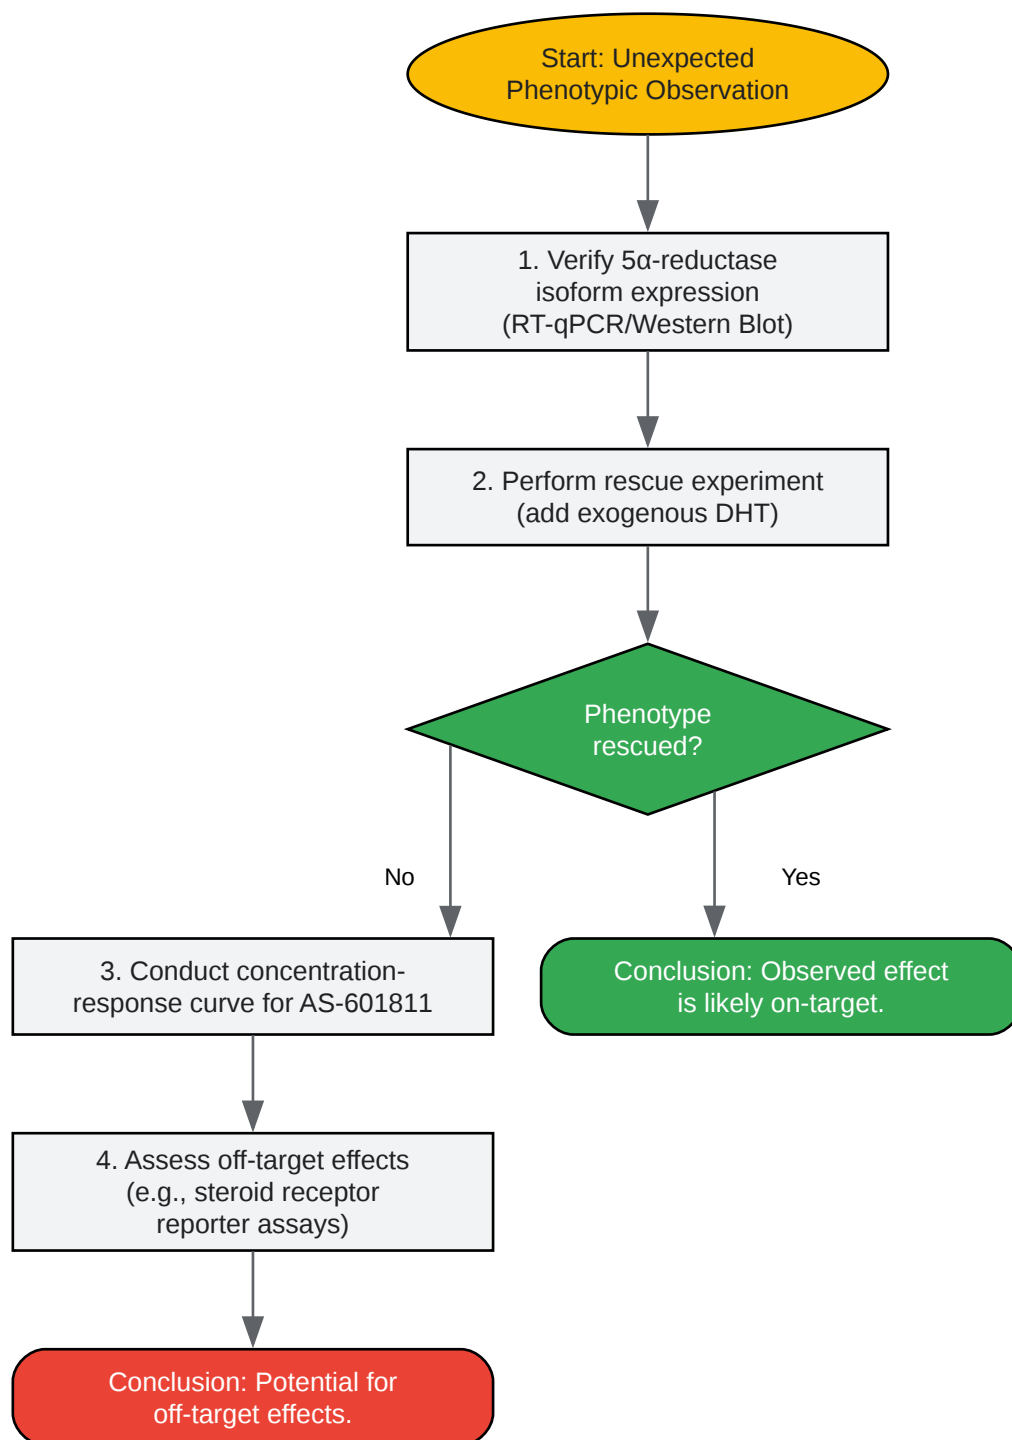 Start: Unexpected
Phenotypic Observation
1. Verify 5α-reductase
isoform expression
(RT-qPCR/Western Blot)
2. Perform rescue experiment
(add exogenous DHT)
Phenotype
rescued?
No
Yes
3. Conduct concentration-
response curve for AS-601811
Conclusion: Observed effect
is likely on-target.
4. Assess off-target effects
(e.g., steroid receptor
reporter assays)
Conclusion: Potential for
off-target effects.